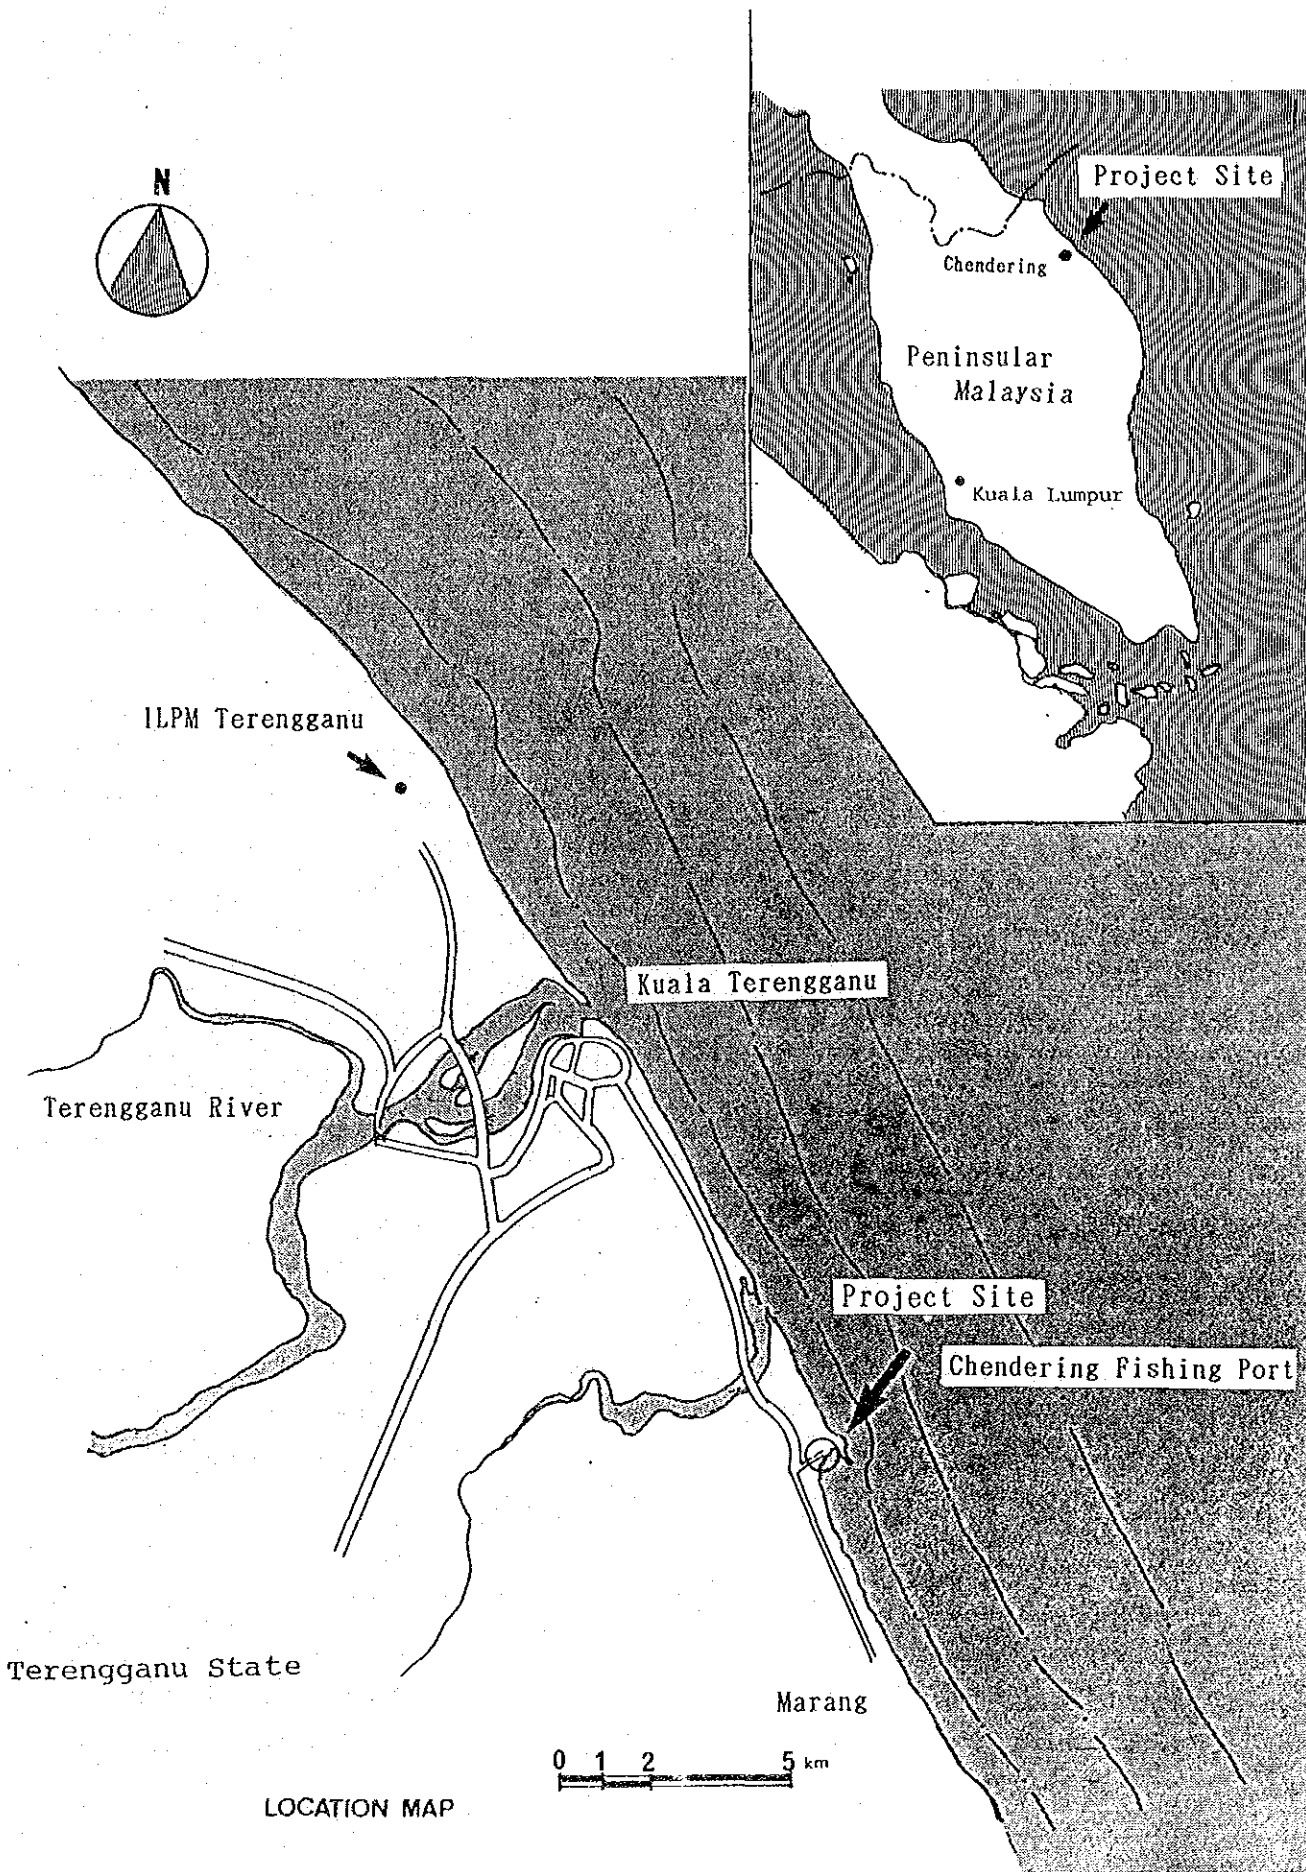 N
Project Site
Chendering
Peninsular
Malaysia
Kuala Lumpur
ILPM Terengganu
Kuala Terengganu
Terengganu River
Project Site
Chendering Fishing Port
Terengganu State
Marang
0 1 2 5 km
LOCATION MAP